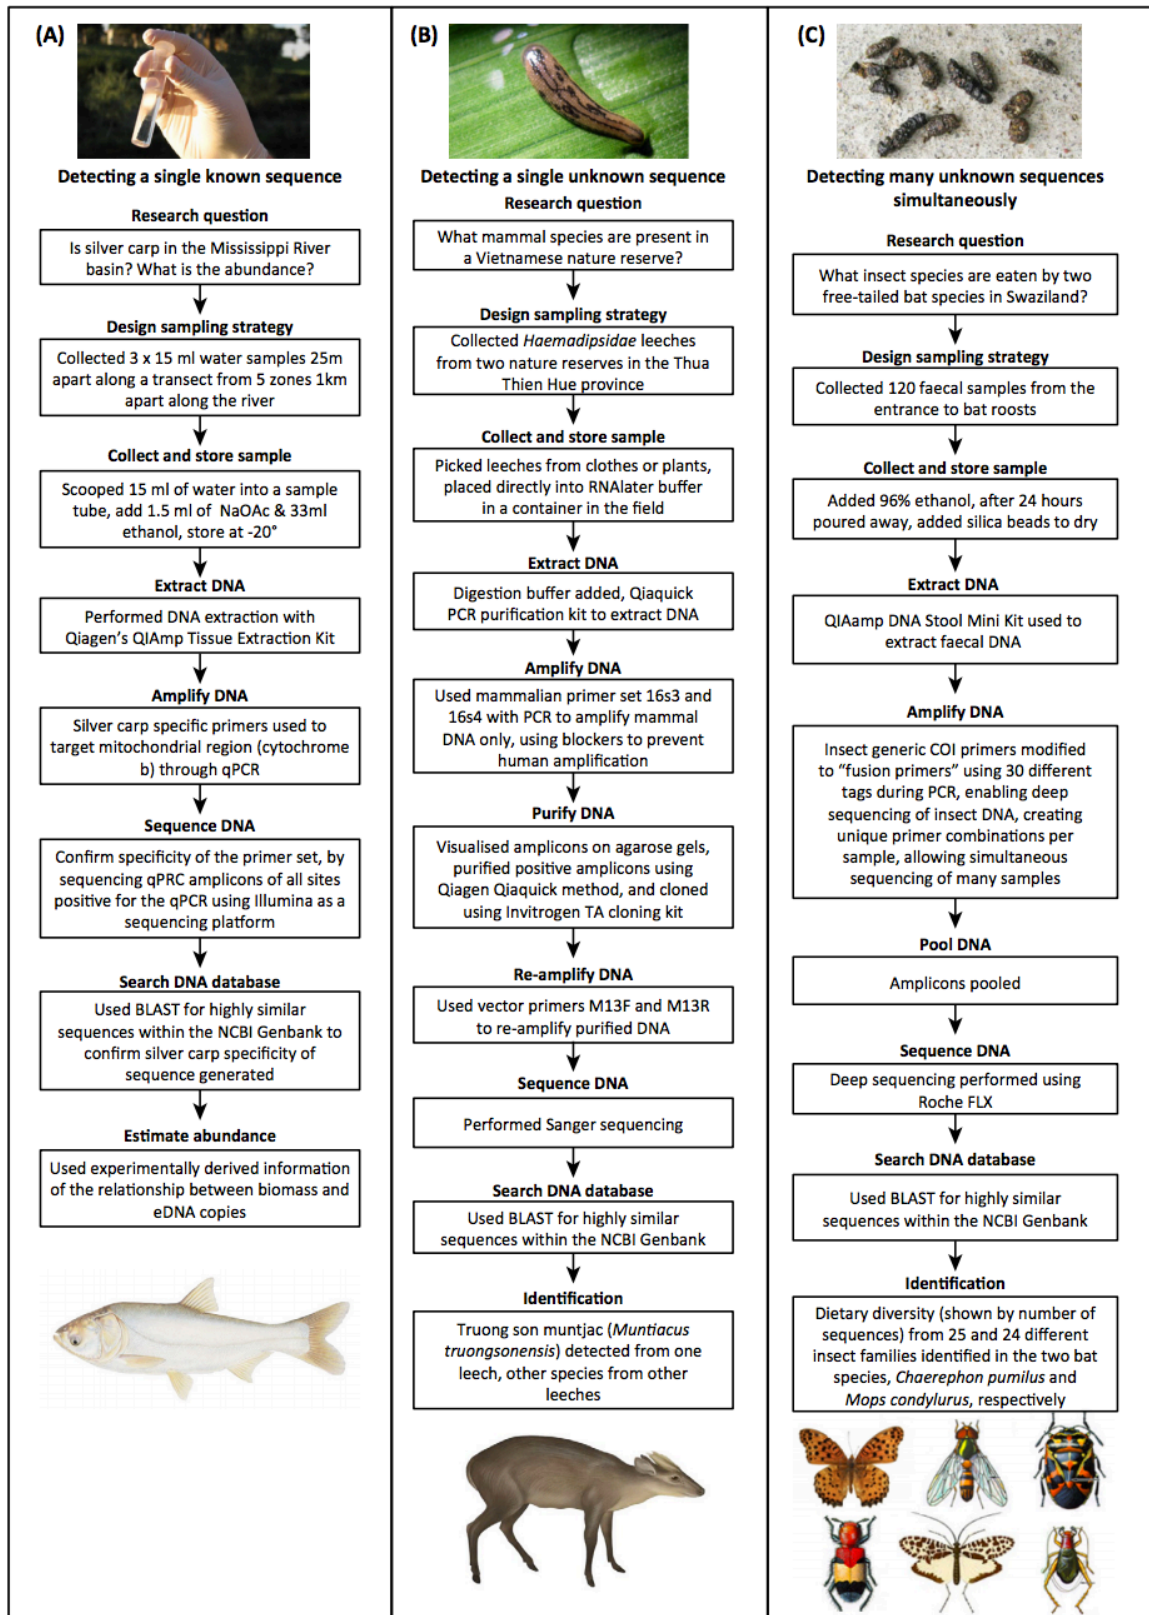 (A)
Detecting a single known sequence
Research question
Is silver carp in the Mississippi River
basin? What is the abundance?
Design sampling strategy
Collected 3 x 15 ml water samples 25m
apart along a transect from 5 zones 1km
apart along the river
Collect and store sample
Scooped 15 ml of water into a sample
tube, add 1.5 ml of NaOAc & 33ml
ethanol, store at -20°
Extract DNA
Performed DNA extraction with
Qiagen's QIAmp Tissue Extraction Kit
Amplify DNA
Silver carp specific primers used to
target mitochondrial region (cytochrome
b) through qPCR
Sequence DNA
Confirm specificity of the primer set, by
sequencing qPRC amplicons of all sites
positive for the qPCR using Illumina as a
sequencing platform
Search DNA database
Used BLAST for highly similar
sequences within the NCBI Genbank to
confirm silver carp specificity of
sequence generated
Estimate abundance
Used experimentally derived information
of the relationship between biomass and
eDNA copies
(B)
Detecting a single unknown sequence
Research question
What mammal species are present in
a Vietnamese nature reserve?
Design sampling strategy
Collected Haemadipsidae leeches
from two nature reserves in the Thua
Thien Hue province
Collect and store sample
Picked leeches from clothes or plants,
placed directly into RNAlater buffer
in a container in the field
Extract DNA
Digestion buffer added, Qiaquick
PCR purification kit to extract DNA
Amplify DNA
Used mammalian primer set 16s3 and
16s4 with PCR to amplify mammal
DNA only, using blockers to prevent
human amplification
Purify DNA
Visualised amplicons on agarose gels,
purified positive amplicons using
Qiagen Qiaquick method, and cloned
using Invitrogen TA cloning kit
Re-amplify DNA
Used vector primers M13F and M13R
to re-amplify purified DNA
Sequence DNA
Performed Sanger sequencing
Search DNA database
Used BLAST for highly similar
sequences within the NCBI Genbank
Identification
Truong son muntjac (Muntiacus
truongsonensis) detected from one
leech, other species from other
leeches
(C)
Detecting many unknown sequences
simultaneously
Research question
What insect species are eaten by two
free-tailed bat species in Swaziland?
Design sampling strategy
Collected 120 faecal samples from the
entrance to bat roosts
Collect and store sample
Added 96% ethanol, after 24 hours
poured away, added silica beads to dry
Extract DNA
QIAamp DNA Stool Mini Kit used to
extract faecal DNA
Amplify DNA
Insect generic COI primers modified
to "fusion primers" using 30 different
tags during PCR, enabling deep
sequencing of insect DNA, creating
unique primer combinations per
sample, allowing simultaneous
sequencing of many samples
Pool DNA
Amplicons pooled
Sequence DNA
Deep sequencing performed using
Roche FLX
Search DNA database
Used BLAST for highly similar
sequences within the NCBI Genbank
Identification
Dietary diversity (shown by number of
sequences) from 25 and 24 different
insect families identified in the two bat
species, Chaerephon pumilus and
Mops condylurus, respectively